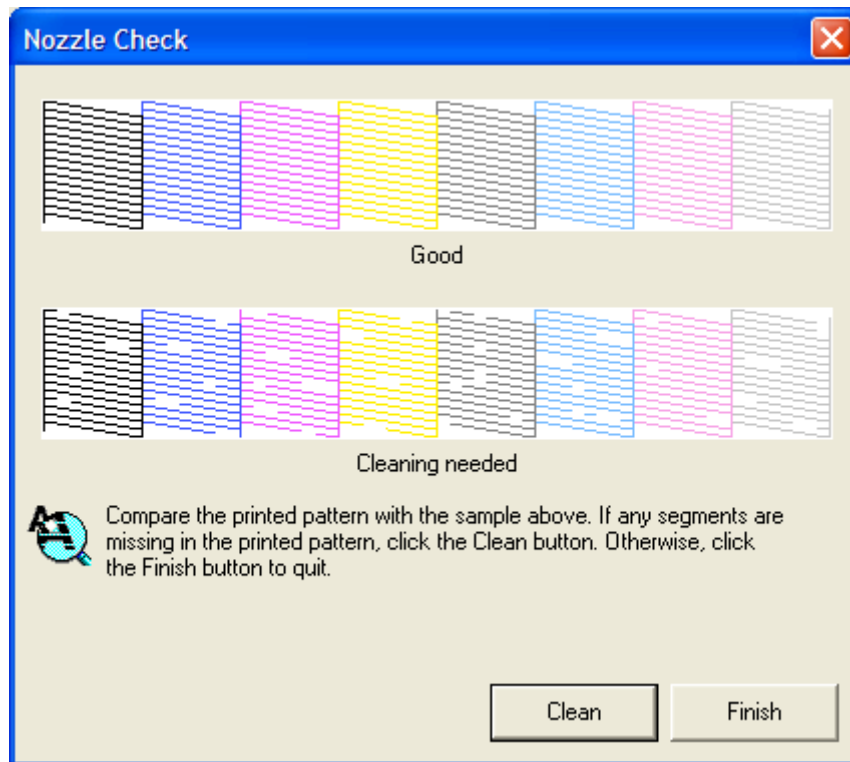 Nozzle Check
Good
Cleaning needed
Compare the printed pattern with the sample above. If any segments are
missing in the printed pattern, click the Clean button. Otherwise, click
the Finish button to quit.
Clean
Finish